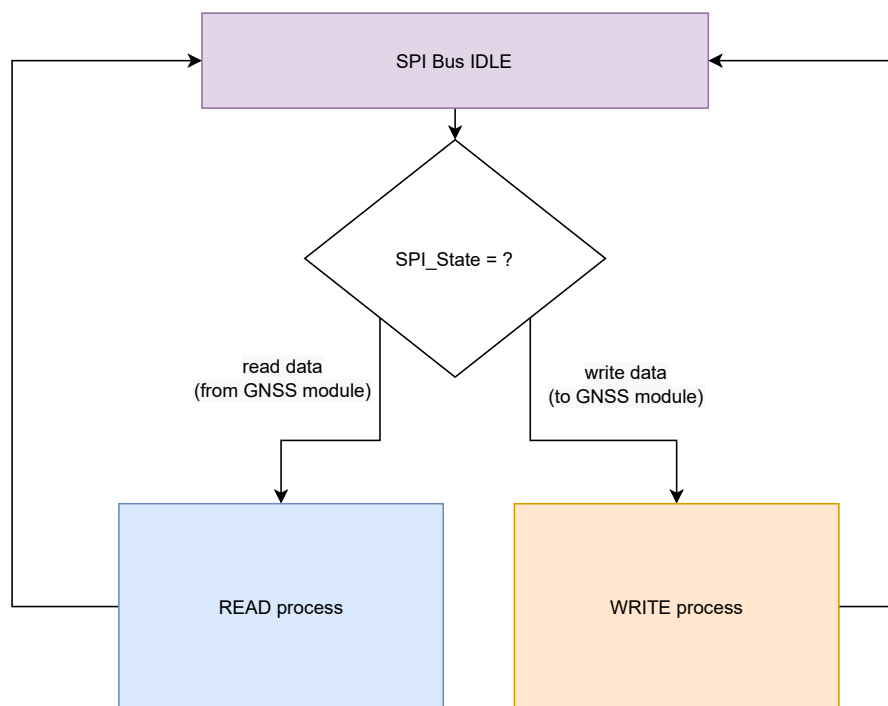 SPI Bus IDLE
SPI_State = ?
read data
(from GNSS module)
write data
(to GNSS module)
READ process
WRITE process